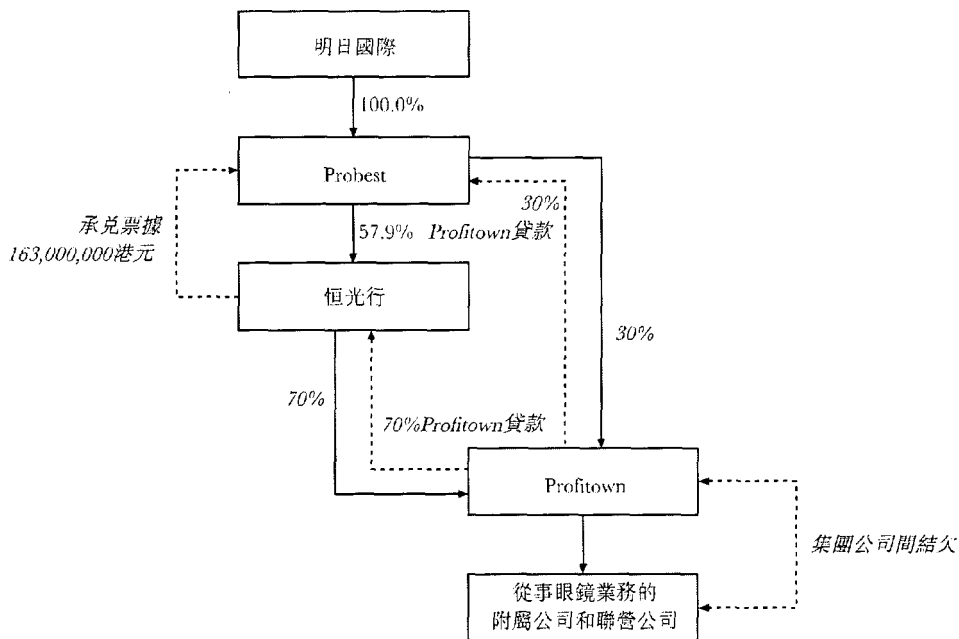 明日國際
100.0%
Probest
承兌票據
163,000,000港元
30%
57.9%
Profitown貸款
恒光行
30%
70%
70%Profitown貸款
Profitown
集團公司間結欠
從事眼鏡業務的
附屬公司和聯營公司